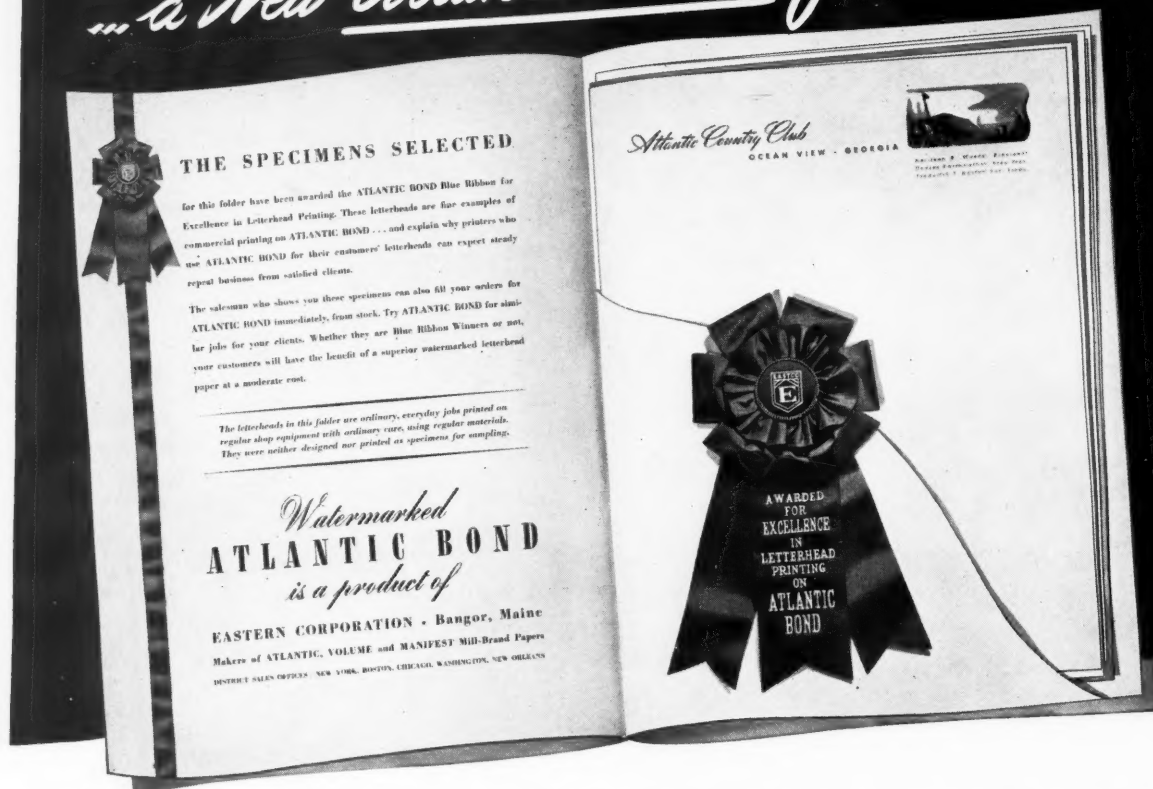 ... a New
THE SPECIMENS SELECTED
for this folder have been awarded the ATLANTIC BOND Blue Ribbon for
Excellence in Letterhead Printing. These letterheads are fine examples of
commercial printing on ATLANTIC BOND . . . and explain why printers who
use ATLANTIC BOND for their customers' letterheads can expect steady
repeat business from satisfied clients.
The salesman who shows you these specimens can also fill your orders for
ATLANTIC BOND immediately, from stock. Try ATLANTIC BOND for simi-
lar jobs for your clients. Whether they are Blue Ribbon Winners or not,
your customers will have the benefit of a superior watermarked letterhead
paper at a moderate cost.
The letterheads in this folder are ordinary, everyday jobs printed on
regular shop equipment with ordinary care, using regular materials.
They were neither designed nor printed as specimens for sampling.
Watermarked
ATLANTIC BOND
is a product of
EASTERN CORPORATION • Bangor, Maine
Makers of ATLANTIC, VOLUME and MANIFEST Mill-Brand Papers
DISTRICT SALES OFFICES: NEW YORK, BOSTON, CHICAGO, WASHINGTON, NEW ORLEANS
Atlantic Country Club
OCEAN VIEW • GEORGIA
EASTCO
E
AWARDED
FOR
EXCELLENCE
IN
LETTERHEAD
PRINTING
ON
ATLANTIC
BOND